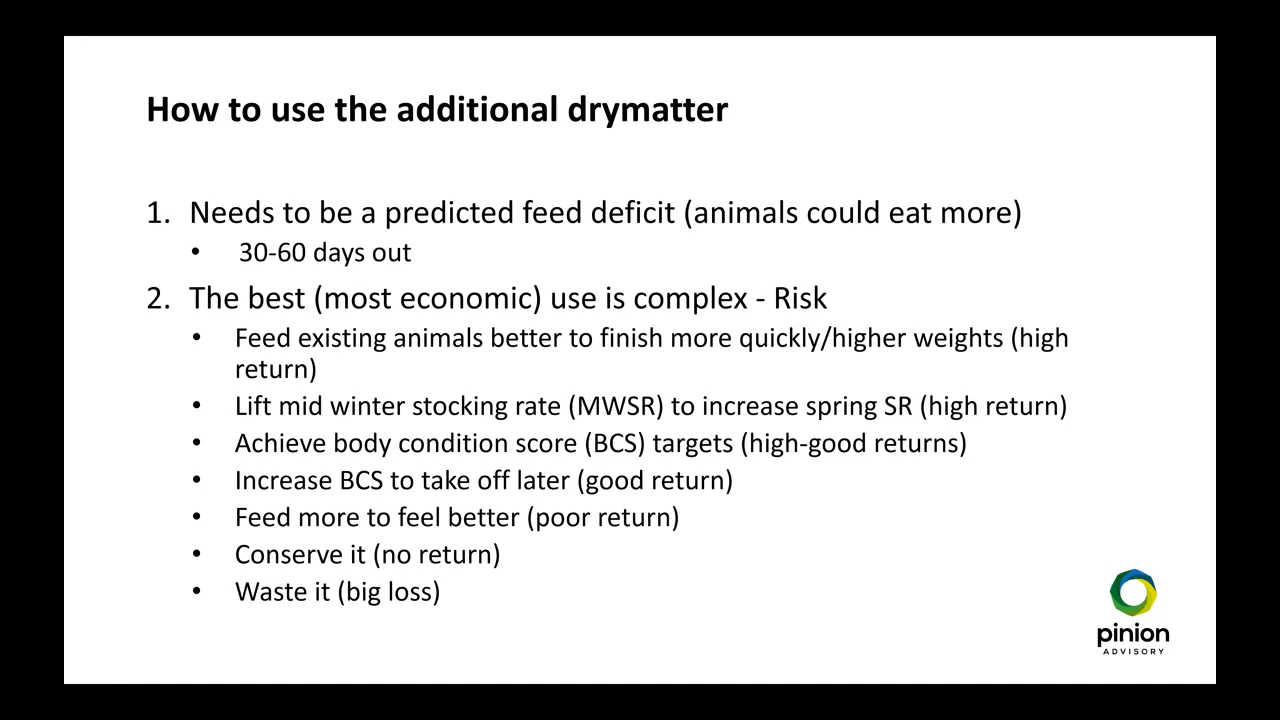 How to use the additional drymatter
1. Needs to be a predicted feed deficit (animals could eat more)
• 30-60 days out
2. The best (most economic) use is complex - Risk
• Feed existing animals better to finish more quickly/higher weights (high
return)
• Lift mid winter stocking rate (MWSR) to increase spring SR (high return)
• Achieve body condition score (BCS) targets (high-good returns)
• Increase BCS to take off later (good return)
• Feed more to feel better (poor return)
• Conserve it (no return)
• Waste it (big loss)
pinion
ADVISORY